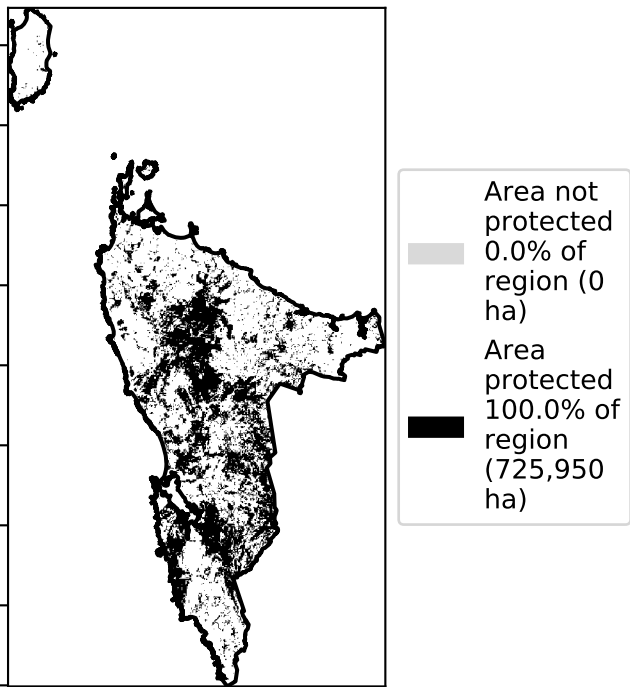 Area not
protected
0.0% of
region (0
ha)
Area
protected
100.0% of
region
(725,950
ha)